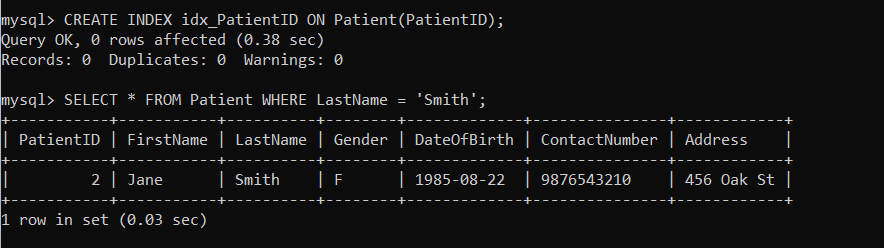 mysql> CREATE INDEX idx_PatientID ON Patient(PatientID);
Query OK, 0 rows affected (0.38 sec)
Records: 0  Duplicates: 0  Warnings: 0

mysql> SELECT * FROM Patient WHERE LastName = 'Smith';
+-----------+-----------+----------+--------+-------------+---------------+------------+
| PatientID | FirstName | LastName | Gender | DateOfBirth | ContactNumber | Address    |
+-----------+-----------+----------+--------+-------------+---------------+------------+
|         2 | Jane      | Smith    | F      | 1985-08-22  | 9876543210    | 456 Oak St |
+-----------+-----------+----------+--------+-------------+---------------+------------+
1 row in set (0.03 sec)